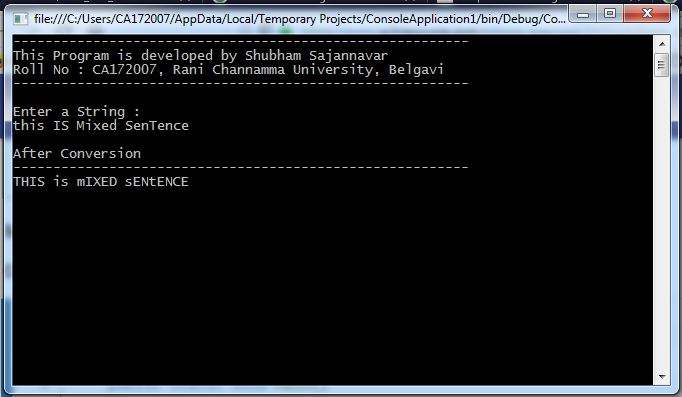 file:///C:/Users/CA172007/AppData/Local/Temporary Projects/ConsoleApplication1/bin/Debug/Co...
---------------------------------------------------------
This Program is developed by Shubham Sajannavar
Roll No : CA172007, Rani Channamma University, Belgavi
---------------------------------------------------------
Enter a String :
this IS Mixed SenTence
After Conversion
---------------------------------------------------------
THIS is mIXED sENtENCE